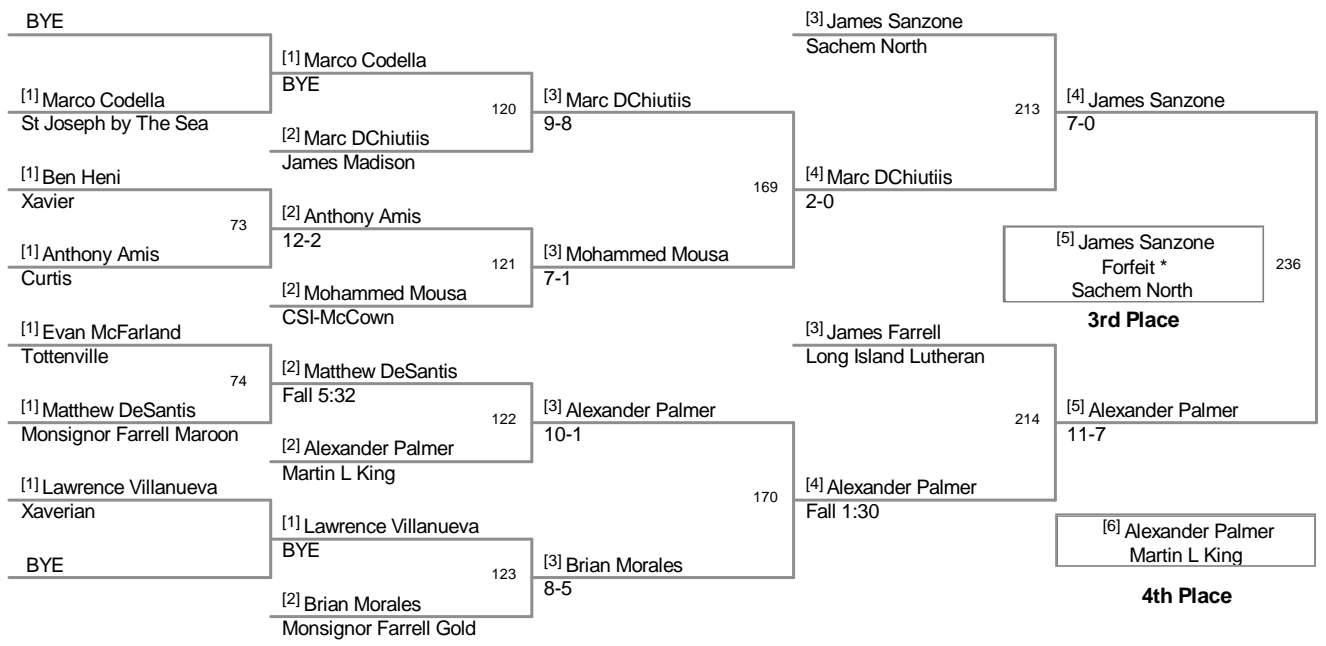 BYE
[1] Marco Codella
St Joseph by The Sea
[1] Ben Heni
Xavier
73
[1] Anthony Amis
Curtis
[1] Evan McFarland
Tottenville
74
[1] Matthew DeSantis
Monsignor Farrell Maroon
[1] Lawrence Villanueva
Xaverian
BYE
[1] Marco Codella
BYE
120
[2] Marc DChiutiis
James Madison
[2] Anthony Amis
12-2
121
[2] Mohammed Mousa
CSI-McCown
[2] Matthew DeSantis
Fall 5:32
122
[2] Alexander Palmer
Martin L King
[1] Lawrence Villanueva
BYE
123
[2] Brian Morales
Monsignor Farrell Gold
[3] Marc DChiutiis
9-8
169
[3] Mohammed Mousa
7-1
[3] Alexander Palmer
10-1
170
[3] Brian Morales
8-5
[3] James Sanzone
Sachem North
213
[4] Marc DChiutiis
2-0
[3] James Farrell
Long Island Lutheran
214
[4] Alexander Palmer
Fall 1:30
[4] James Sanzone
7-0
[5] James Sanzone
Forfeit *
Sachem North
236
3rd Place
[5] Alexander Palmer
11-7
[6] Alexander Palmer
Martin L King
4th Place